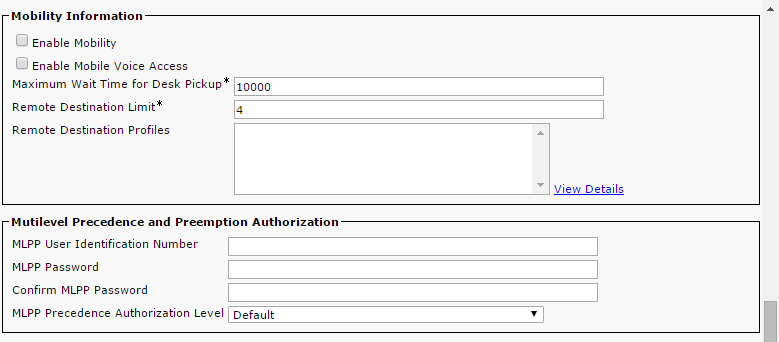 Mobility Information
Enable Mobility
Enable Mobile Voice Access
Maximum Wait Time for Desk Pickup* 10000
Remote Destination Limit* 4
Remote Destination Profiles
View Details
Mutilevel Precedence and Preemption Authorization
MLPP User Identification Number
MLPP Password
Confirm MLPP Password
MLPP Precedence Authorization Level Default